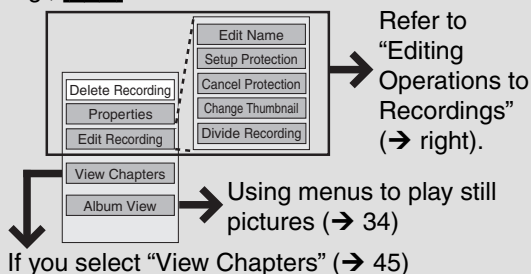 Edit Name
Setup Protection
Cancel Protection
Change Thumbnail
Divide Recording
Refer to
“Editing
Operations to
Recordings”
(➔ right).
Delete Recording
Properties
Edit Recording
View Chapters
Album View
Using menus to play still
pictures (➔ 34)
If you select “View Chapters” (➔ 45)